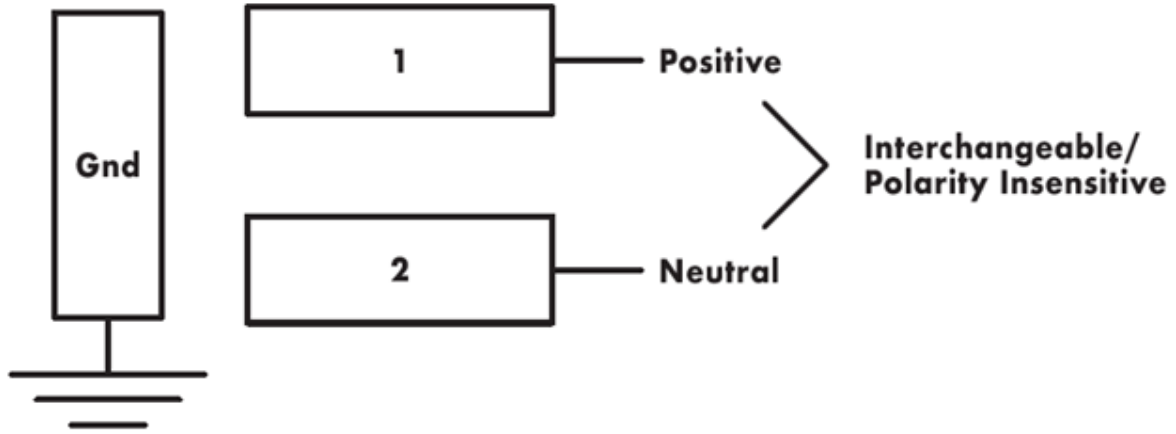 Gnd
1
Positive
2
Neutral
Interchangeable/
Polarity Insensitive